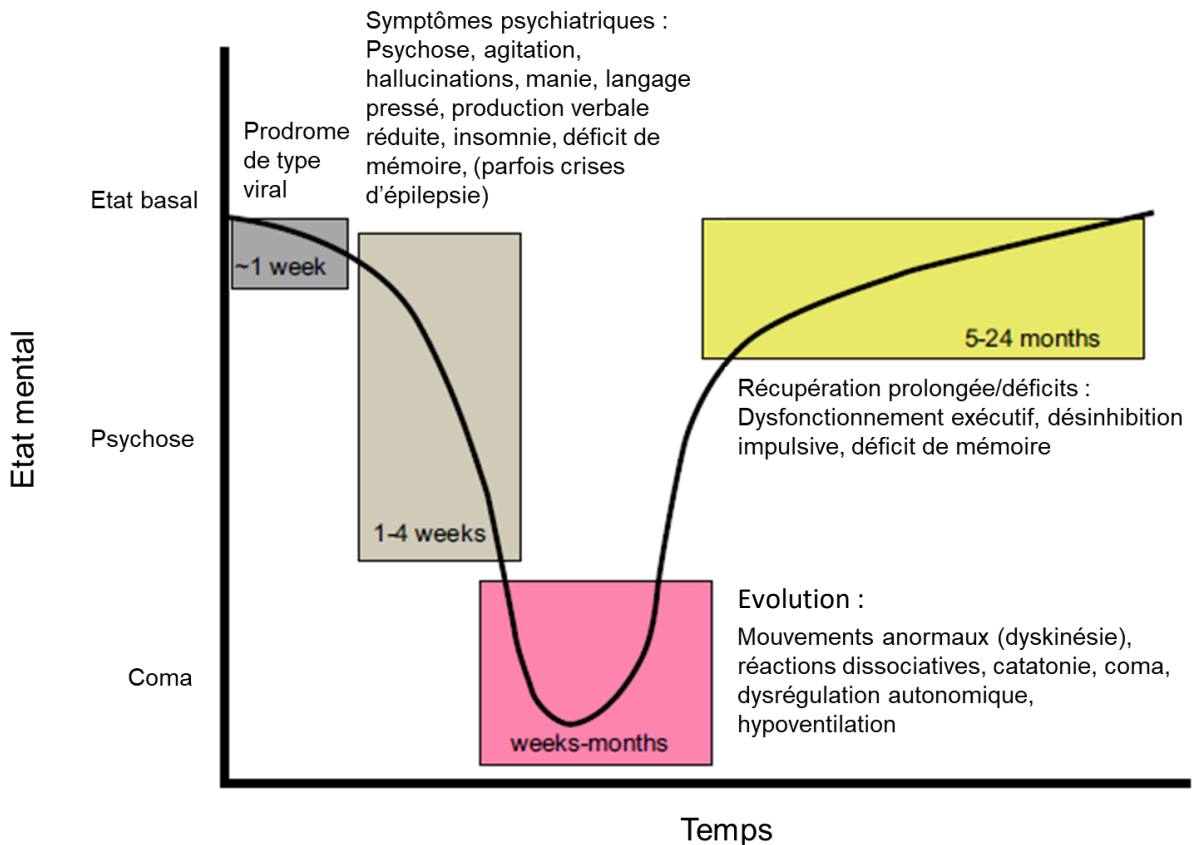 Symptômes psychiatriques :
Psychose, agitation,
hallucinations, manie, langage
pressé, production verbale
réduite, insomnie, déficit de
mémoire, (parfois crises
d’épilepsie)
Prodrome
de type
viral
Etat basal
~1 week
5-24 months
Récupération prolongée/déficits :
Dysfonctionnement exécutif, désinhibition
impulsive, déficit de mémoire
Etat mental
Psychose
1-4 weeks
Evolution :
Mouvements anormaux (dyskinésie),
réactions dissociatives, catatonie, coma,
dysrégulation autonomique,
hypoventilation
Coma
weeks-months
Temps